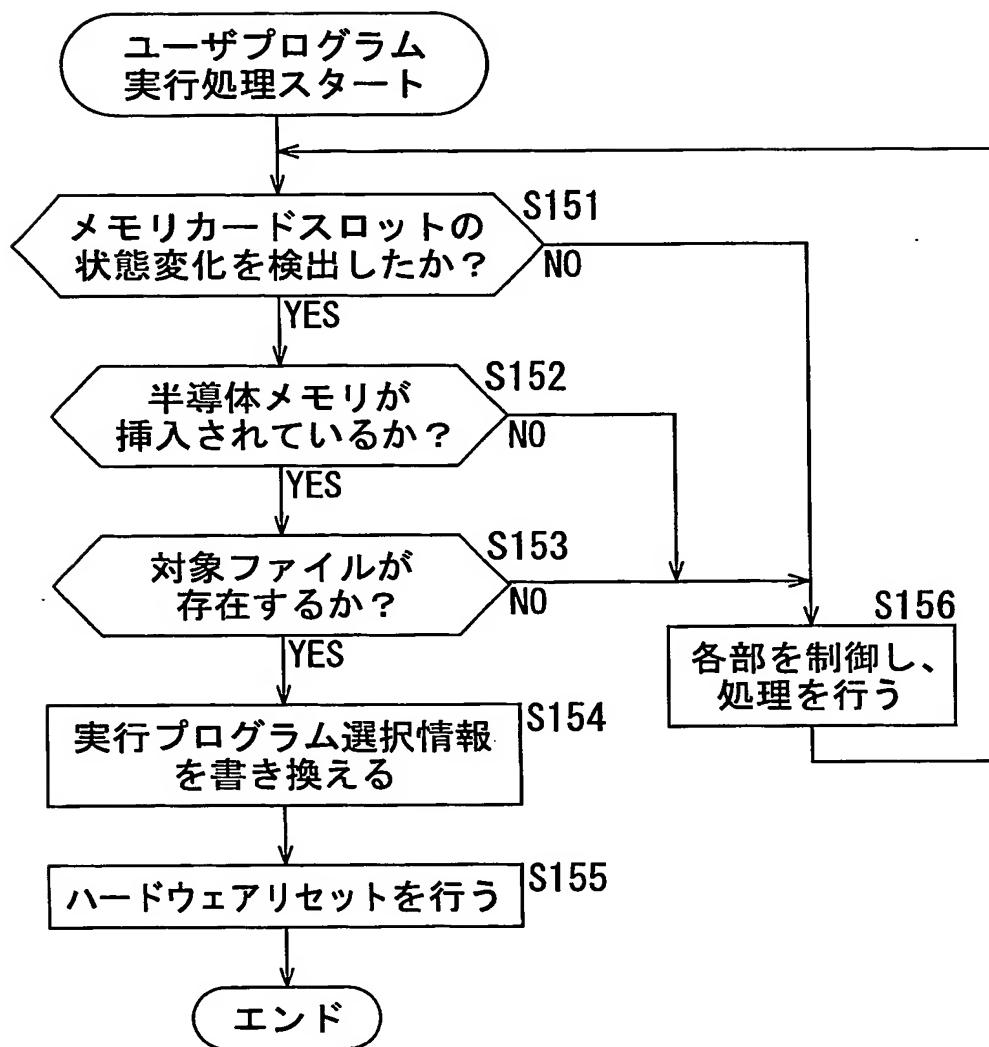 ユーザプログラム
実行処理スタート
S151
メモリカードスロットの
状態変化を検出したか？
NO
YES
S152
半導体メモリが
挿入されているか？
NO
YES
S153
対象ファイルが
存在するか？
NO
YES
S156
各部を制御し、
処理を行う
S154
実行プログラム選択情報
を書き換える
S155
ハードウェアリセットを行う
エンド